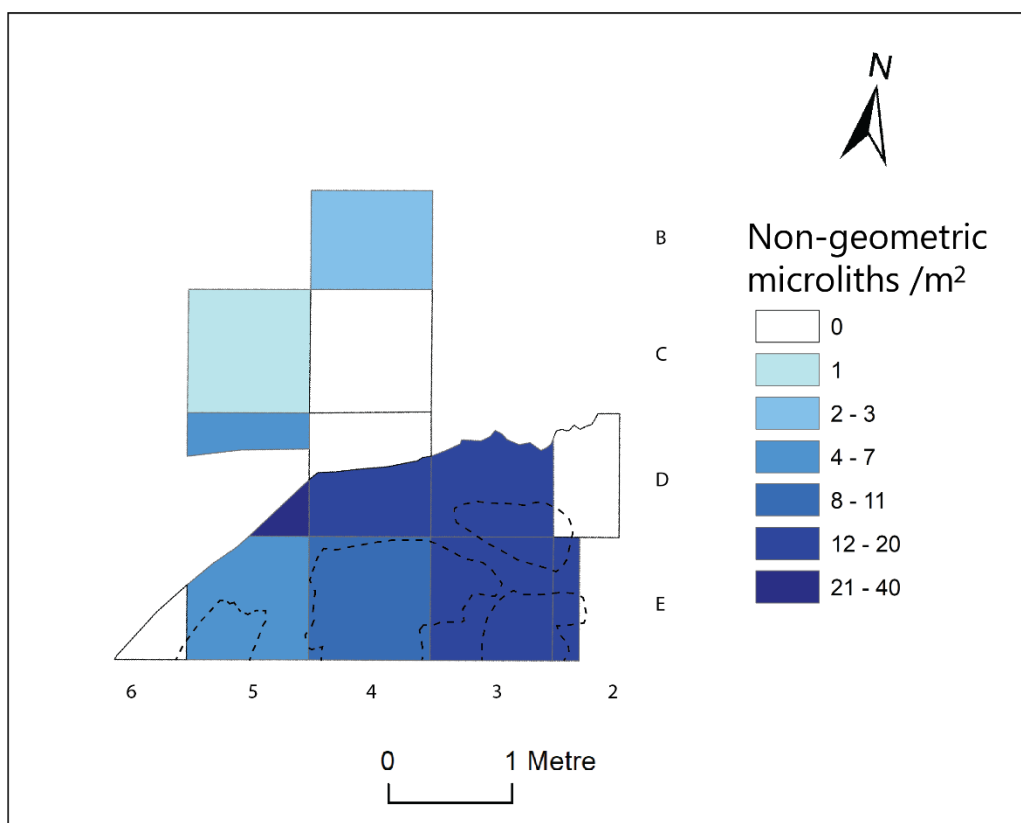 N
B
Non-geometric
microliths /m²
0
C
1
2 - 3
4 - 7
D
8 - 11
12 - 20
E
21 - 40
6 5 4 3 2
0 1 Metre